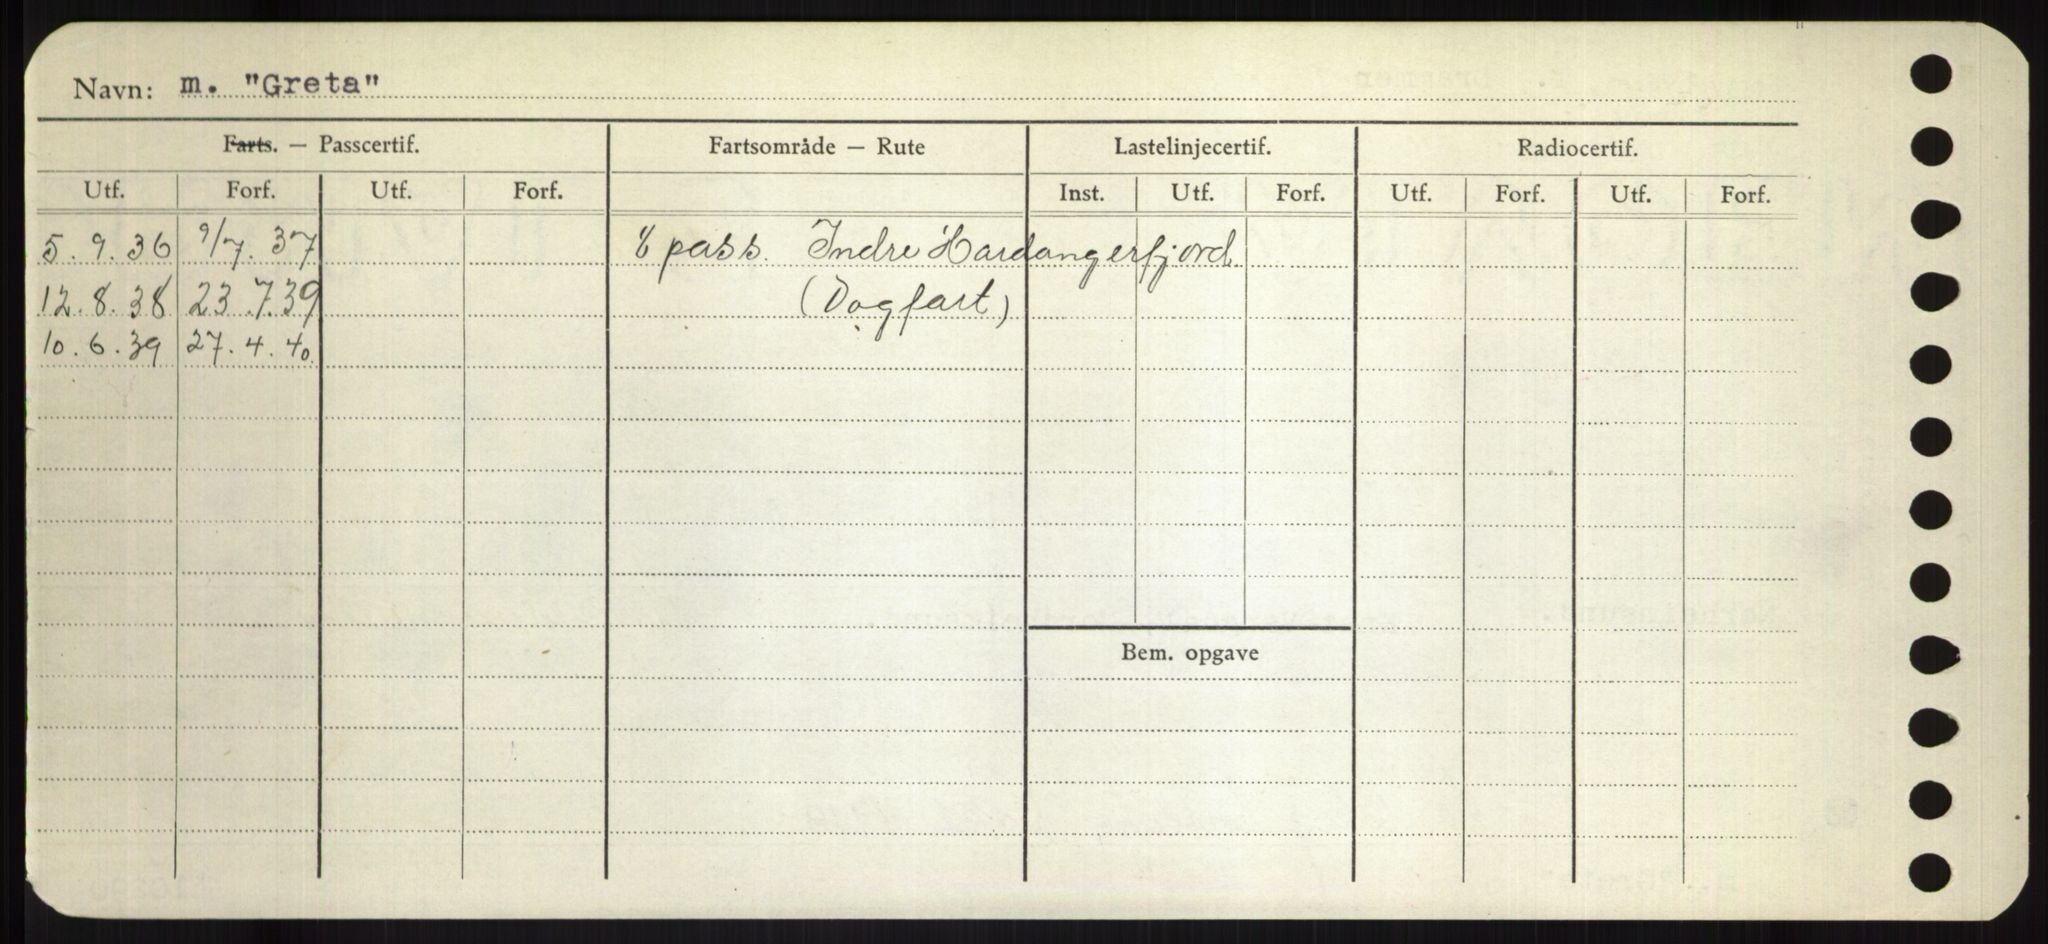 Navn: m. "Greta"
Farts. — Passcertif. Fartsområde — Rute Lastelinjecertif. Radiocertif.
Utf. Forf. Utf. Forf. Inst. Utf. Forf. Utf. Forf. Utf. Forf.
5.9.36 9/7.37 pass. Indre Hardangerfjord
12.8.38 23.7.39 (Dagfart)
10.6.39 27.4.40
Bem. opgave